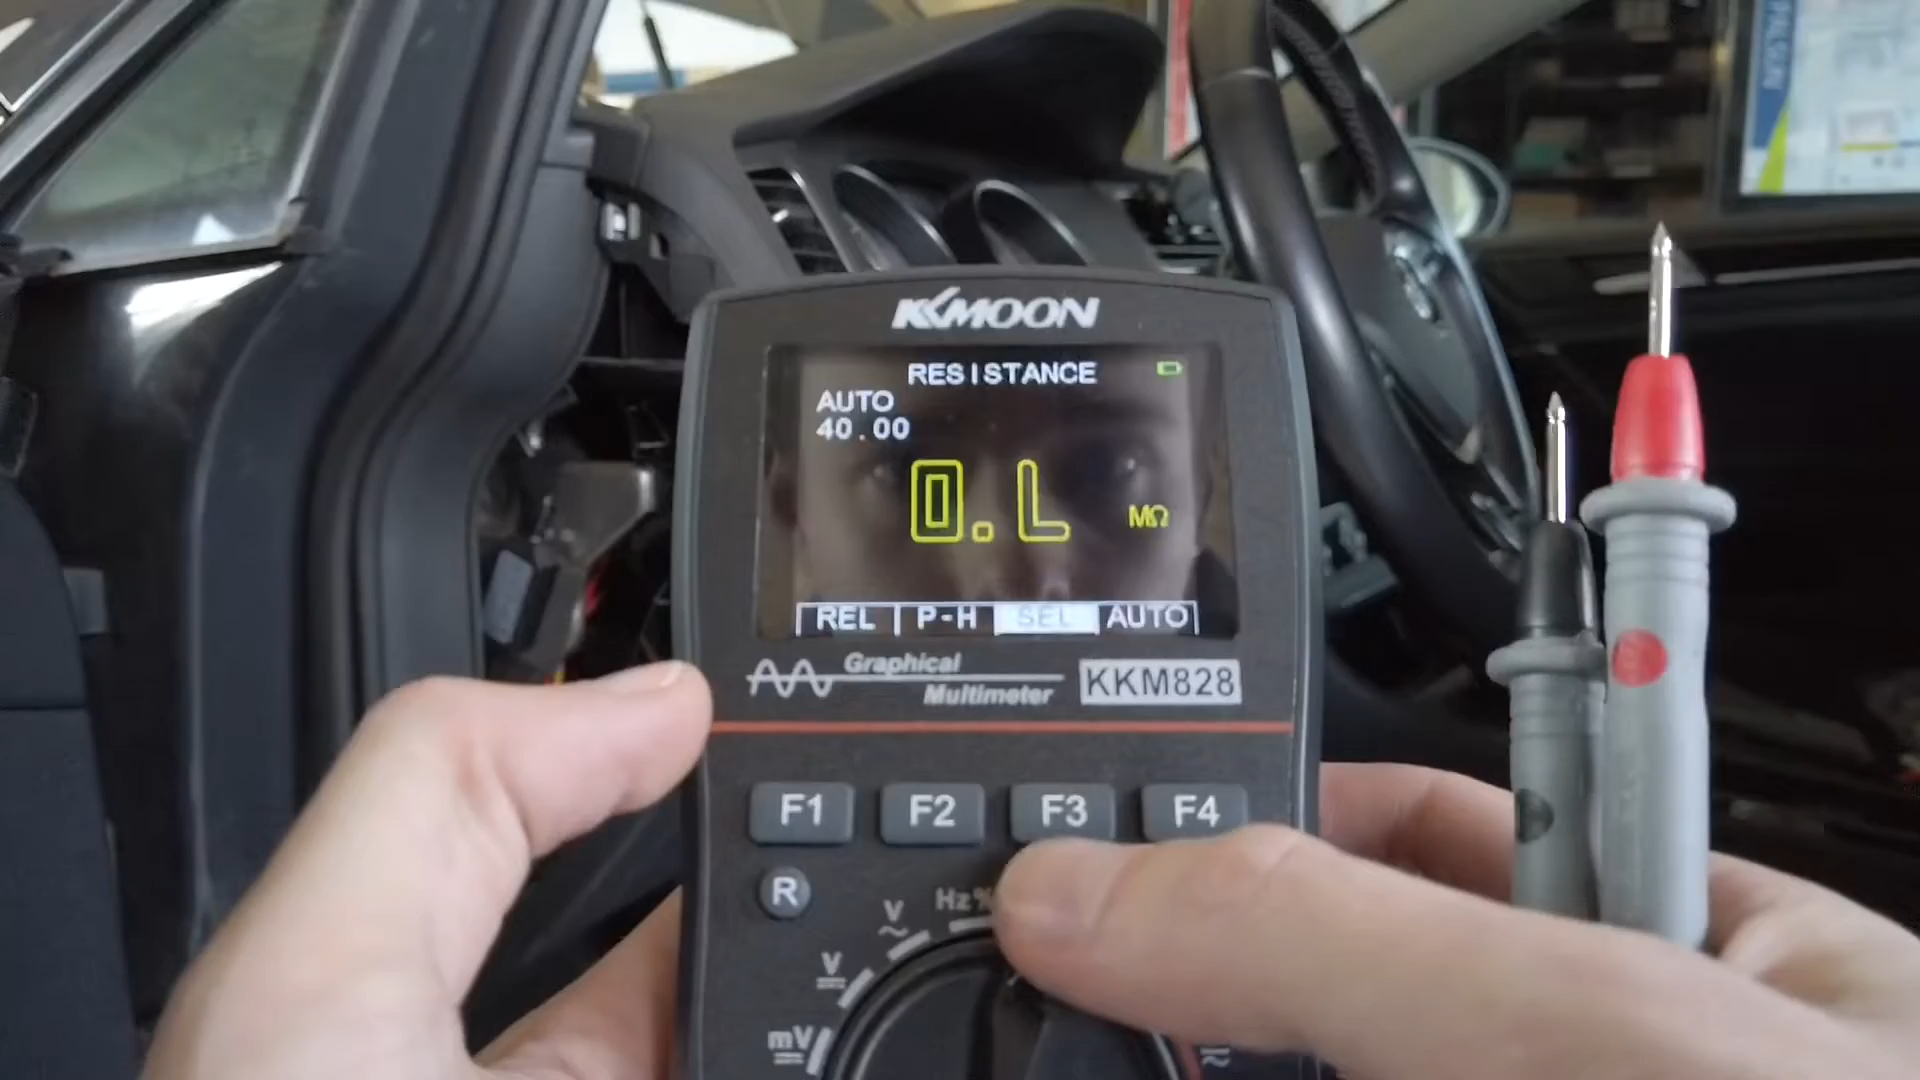 KKMOON
RESISTANCE
AUTO
40.00
0.L MΩ
REL P-H SEL AUTO
Graphical
Multimeter
KKM828
F1 F2 F3 F4
R
Hz%
V
V
mV